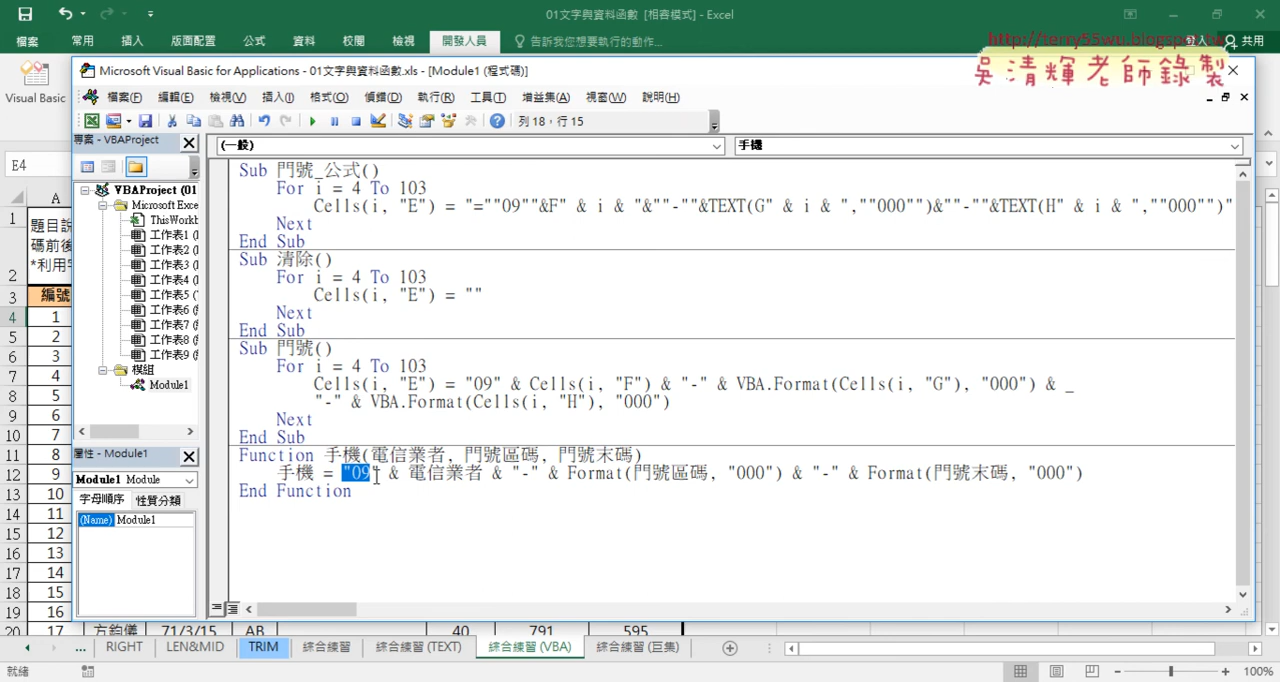 01文字與資料函數 [相容模式] - Excel
檔案 常用 插入 版面配置 公式 資料 校閱 檢視 開發人員 告訴我您想要執行的動作... 登入 共用
http://terry55wu.blogspot.tw
吳清輝老師錄製
Visual Basic
Microsoft Visual Basic for Applications - 01文字與資料函數.xls - [Module1 (程式碼)]
檔案(F) 編輯(E) 檢視(V) 插入(I) 格式(O) 偵錯(D) 執行(R) 工具(T) 增益集(A) 視窗(W) 說明(H)
列 18，行 15
專案 - VBAProject
(一般) 手機
E4
VBAProject (01
Microsoft Exce
ThisWorkb
工作表1 (
工作表2 (
工作表3 (
工作表4 (
工作表5 (
工作表6 (
工作表7 (
工作表8 (
工作表9 (
模組
Module1
屬性 - Module1
Module1 Module
字母順序 性質分類
(Name) Module1
Sub 門號_公式()
For i = 4 To 103
Cells(i, "E") = "=""09""&F" & i & "&""-""&TEXT(G" & i & ",""000"")&""-""&TEXT(H" & i & ",""000"")"
Next
End Sub
Sub 清除()
For i = 4 To 103
Cells(i, "E") = ""
Next
End Sub
Sub 門號()
For i = 4 To 103
Cells(i, "E") = "09" & Cells(i, "F") & "-" & VBA.Format(Cells(i, "G"), "000") & _
"-" & VBA.Format(Cells(i, "H"), "000")
Next
End Sub
Function 手機(電信業者, 門號區碼, 門號末碼)
手機 = "09" & 電信業者 & "-" & Format(門號區碼, "000") & "-" & Format(門號末碼, "000")
End Function
A
1
題目說
碼前後
2
*利用字
3 編號
4 1
5 2
6 3
7 4
8 5
9 6
10 7
11 8
12 9
13 10
14 11
15 12
16 13
17 14
18 15
19 16
20 17 方鈞儀 71/3/15 AB 40 791 595
... RIGHT LEN&MID TRIM 綜合練習 綜合練習 (TEXT) 綜合練習 (VBA) 綜合練習 (巨集)
就緒 100%